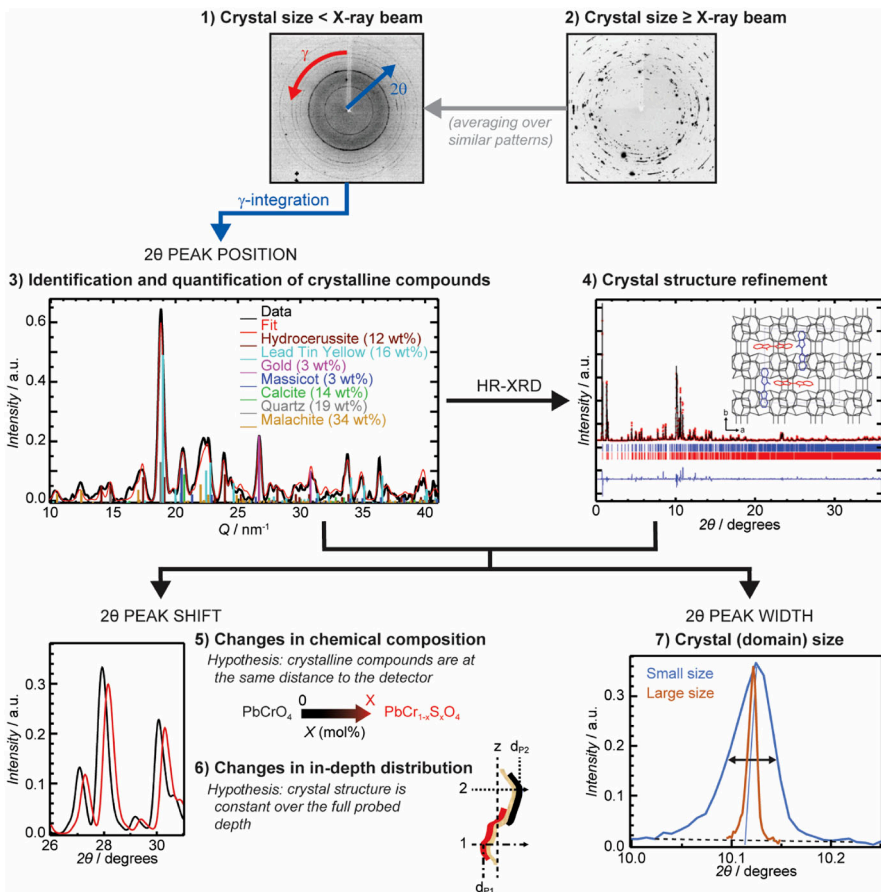 1) Crystal size < X-ray beam
2) Crystal size ≥ X-ray beam
γ
2θ
(averaging over
similar patterns)
γ-integration
2θ PEAK POSITION
3) Identification and quantification of crystalline compounds
Intensity / a.u.
0.6
0.4
0.2
0.0
Data
Fit
Hydrocerussite (12 wt%)
Lead Tin Yellow (16 wt%)
Gold (3 wt%)
Massicot (3 wt%)
Calcite (14 wt%)
Quartz (19 wt%)
Malachite (34 wt%)
10 15 20 25 30 35 40
Q / nm⁻¹
HR-XRD
4) Crystal structure refinement
Intensity / a.u.
b
a
0 10 20 30
2θ / degrees
2θ PEAK SHIFT
Intensity / a.u.
0.3
0.2
0.1
0.0
26 28 30
2θ / degrees
5) Changes in chemical composition
Hypothesis: crystalline compounds are at
the same distance to the detector
0 X
PbCrO₄ PbCr₁₋ₓSₓO₄
X (mol%)
6) Changes in in-depth distribution
Hypothesis: crystal structure is
constant over the full probed
depth
z
d_P2
2
1
d_P1
2θ PEAK WIDTH
7) Crystal (domain) size
Small size
Large size
Intensity / a.u.
0.3
0.2
0.1
0.0
10.0 10.1 10.2
2θ / degrees